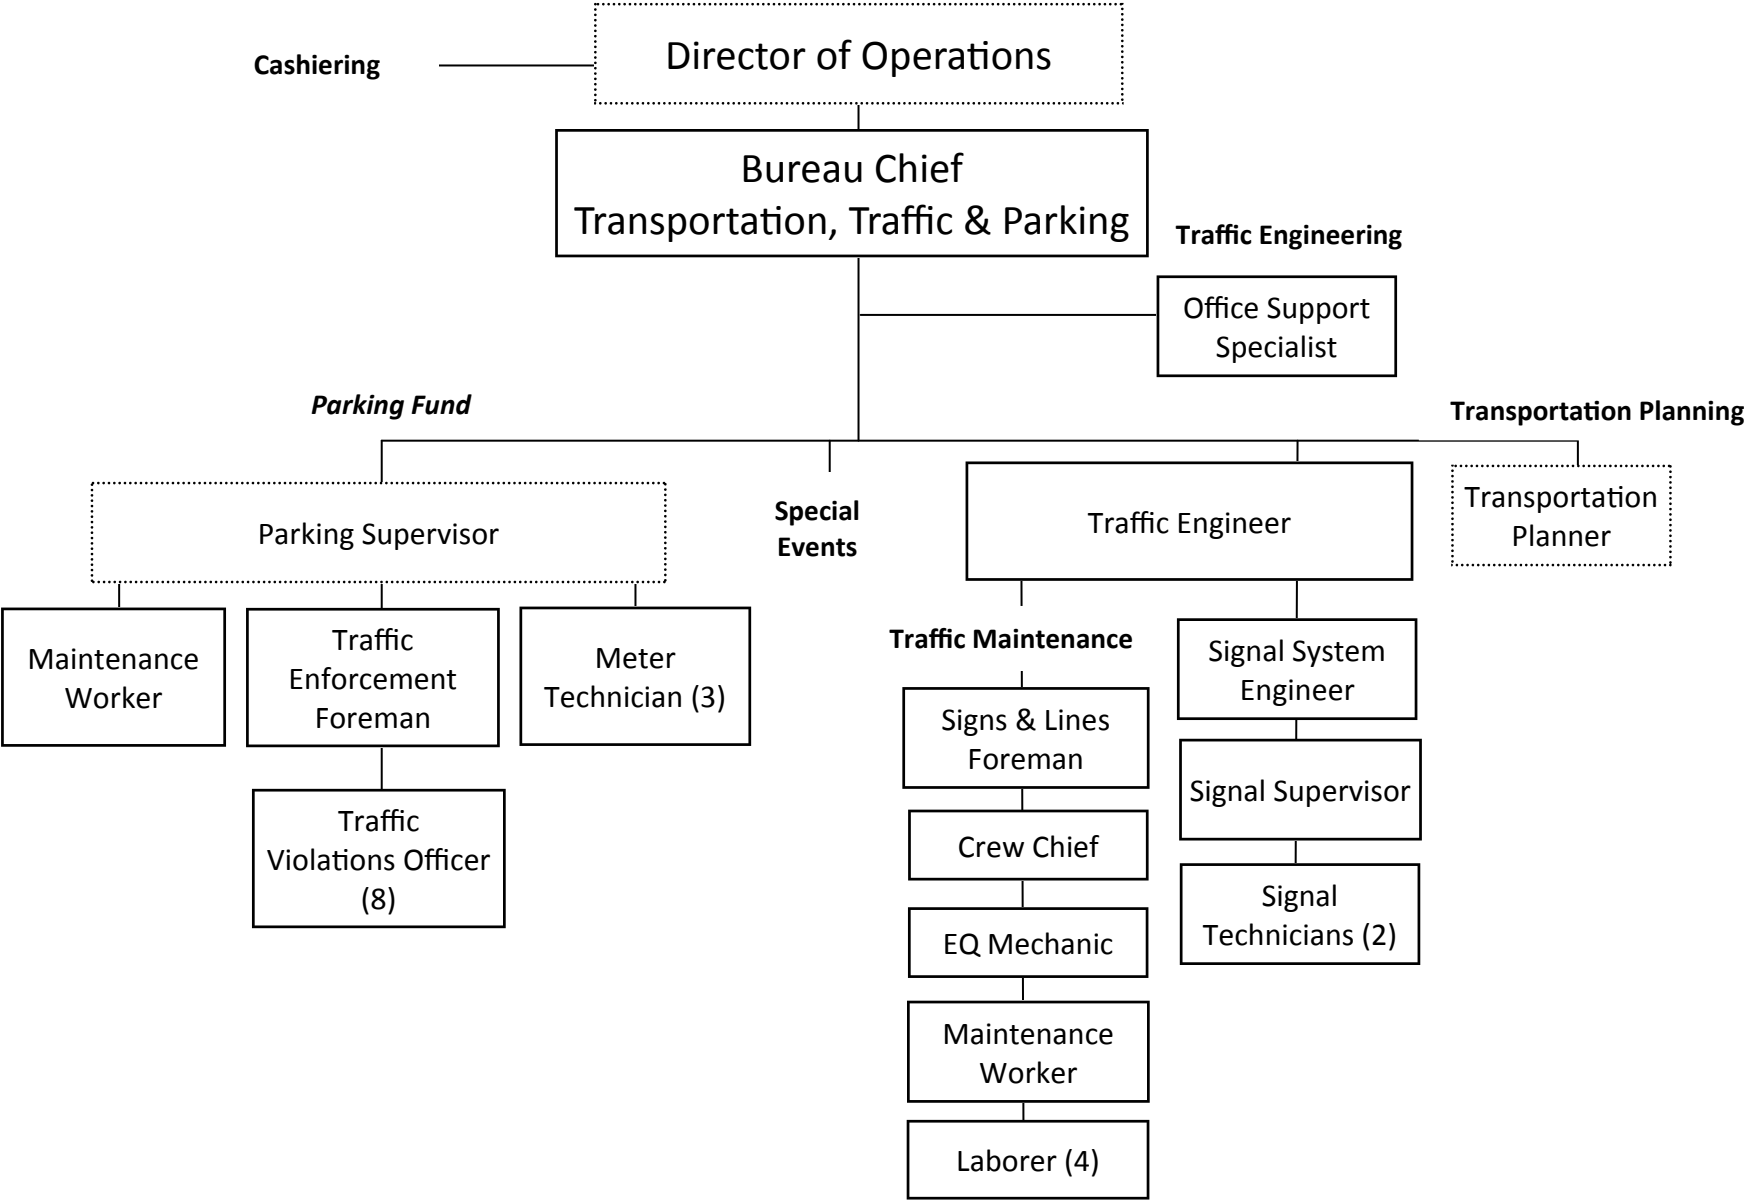 Cashiering
Director of Operations
Bureau Chief
Transportation, Traffic & Parking
Traffic Engineering
Office Support
Specialist
Parking Fund
Transportation Planning
Parking Supervisor
Special
Events
Traffic Engineer
Transportation
Planner
Maintenance
Worker
Traffic
Enforcement
Foreman
Meter
Technician (3)
Traffic
Violations Officer
(8)
Traffic Maintenance
Signs & Lines
Foreman
Crew Chief
EQ Mechanic
Maintenance
Worker
Laborer (4)
Signal System
Engineer
Signal Supervisor
Signal
Technicians (2)